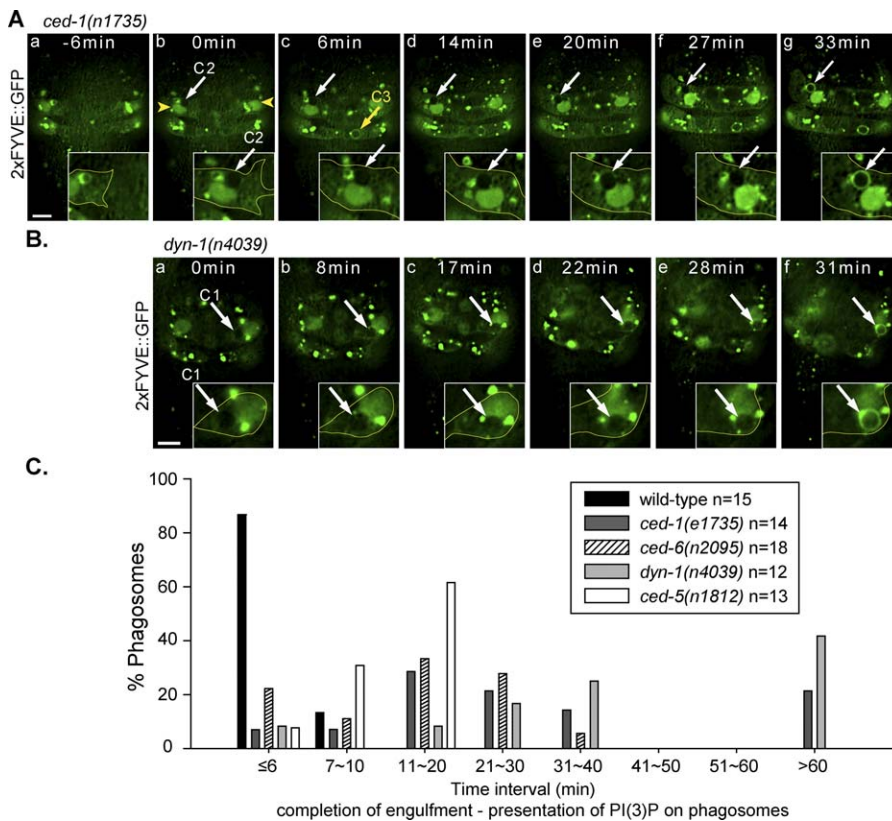 A
ced-1(n1735)
2xFYVE::GFP
a
-6min
b
0min
c
6min
d
14min
e
20min
f
27min
g
33min
C2
C3
C2
B.
dyn-1(n4039)
2xFYVE::GFP
a
0min
b
8min
c
17min
d
22min
e
28min
f
31min
C1
C1
C.
% Phagosomes
100
80
60
40
20
0
wild-type n=15
ced-1(e1735) n=14
ced-6(n2095) n=18
dyn-1(n4039) n=12
ced-5(n1812) n=13
≤6 7~10 11~20 21~30 31~40 41~50 51~60 >60
Time interval (min)
completion of engulfment - presentation of PI(3)P on phagosomes